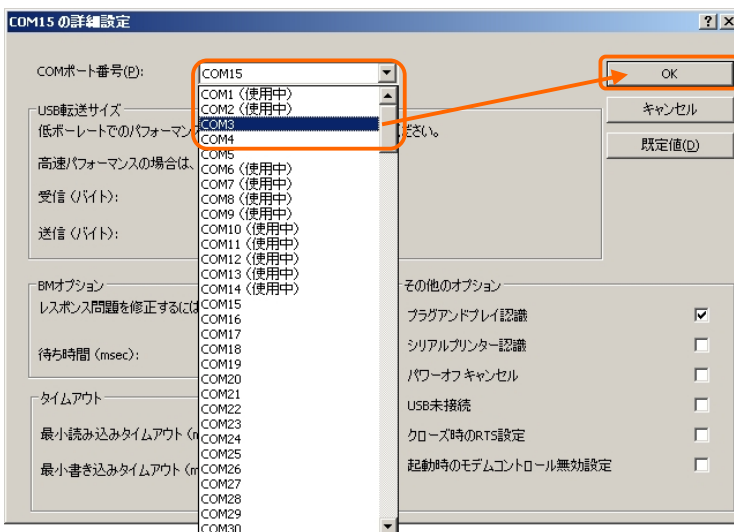 COM15 の詳細設定
COMポート番号(P):
COM15
OK
キャンセル
既定値(D)
COM1 (使用中)
COM2 (使用中)
COM3
COM4
COM5
COM6 (使用中)
COM7 (使用中)
COM8 (使用中)
COM9 (使用中)
COM10 (使用中)
COM11 (使用中)
COM12 (使用中)
COM13 (使用中)
COM14 (使用中)
COM15
COM16
COM17
COM18
COM19
COM20
COM21
COM22
COM23
COM24
COM25
COM26
COM27
COM28
COM29
COM30
USB転送サイズ
低ボーレートでのパフォーマン
ださい。
高速パフォーマンスの場合は、
受信 (バイト):
送信 (バイト):
BMオプション
レスポンス問題を修正するには
待ち時間 (msec):
タイムアウト
最小読み込みタイムアウト (m
最小書き込みタイムアウト (m
その他のオプション
プラグアンドプレイ認識
シリアルプリンター認識
パワーオフ キャンセル
USB未接続
クローズ時のRTS設定
起動時のモデムコントロール無効設定